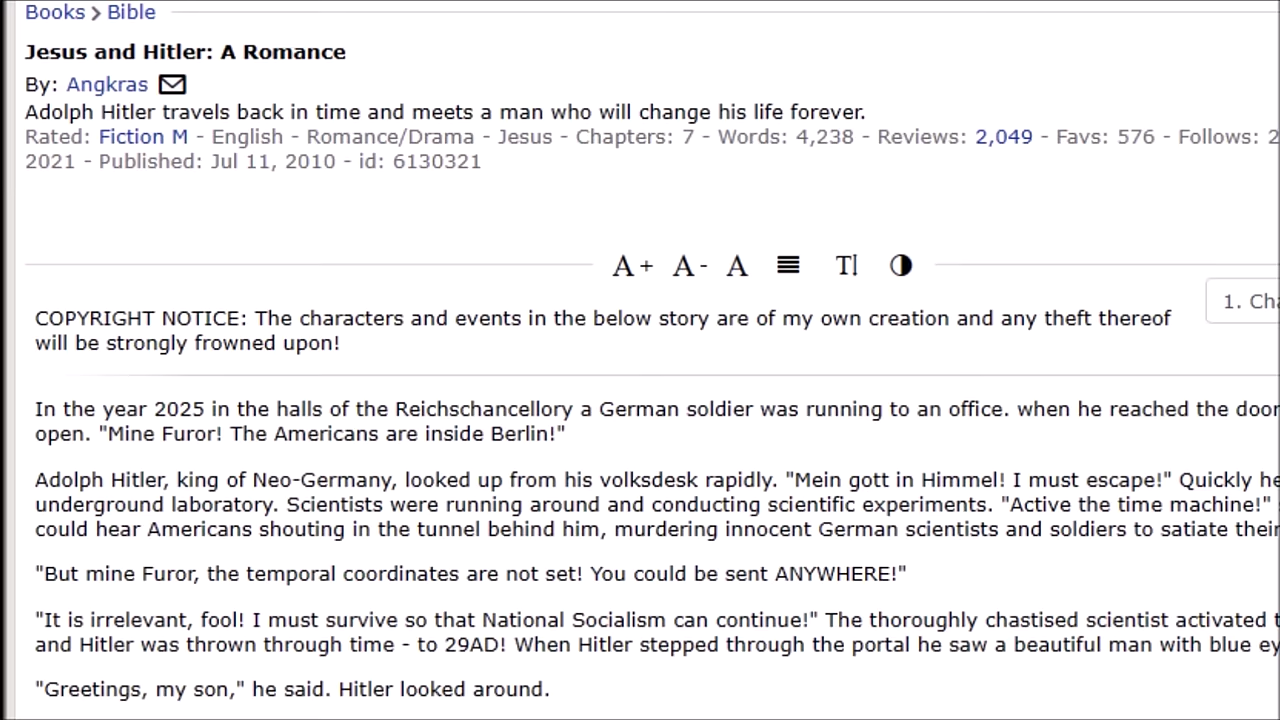 Books > Bible
Jesus and Hitler: A Romance
By: Angkras
Adolph Hitler travels back in time and meets a man who will change his life forever.
Rated: Fiction M - English - Romance/Drama - Jesus - Chapters: 7 - Words: 4,238 - Reviews: 2,049 - Favs: 576 - Follows: 2
2021 - Published: Jul 11, 2010 - id: 6130321
A+ A- A
1. Cha
COPYRIGHT NOTICE: The characters and events in the below story are of my own creation and any theft thereof
will be strongly frowned upon!
In the year 2025 in the halls of the Reichschancellory a German soldier was running to an office. when he reached the door
open. "Mine Furor! The Americans are inside Berlin!"
Adolph Hitler, king of Neo-Germany, looked up from his volksdesk rapidly. "Mein gott in Himmel! I must escape!" Quickly he
underground laboratory. Scientists were running around and conducting scientific experiments. "Active the time machine!"
could hear Americans shouting in the tunnel behind him, murdering innocent German scientists and soldiers to satiate their
"But mine Furor, the temporal coordinates are not set! You could be sent ANYWHERE!"
"It is irrelevant, fool! I must survive so that National Socialism can continue!" The thoroughly chastised scientist activated t
and Hitler was thrown through time - to 29AD! When Hitler stepped through the portal he saw a beautiful man with blue ey
"Greetings, my son," he said. Hitler looked around.